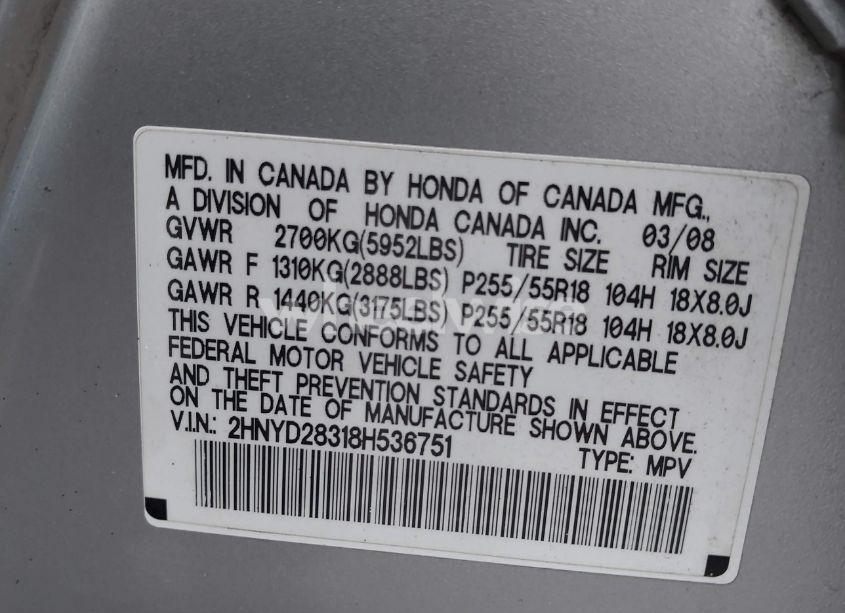 MFD. IN CANADA BY HONDA OF CANADA MFG.,
A DIVISION OF HONDA CANADA INC. 03/08
GVWR 2700KG(5952LBS) TIRE SIZE RIM SIZE
GAWR F 1310KG(2888LBS) P255/55R18 104H 18X8.0J
GAWR R 1440KG(3175LBS) P255/55R18 104H 18X8.0J
THIS VEHICLE CONFORMS TO ALL APPLICABLE
FEDERAL MOTOR VEHICLE SAFETY
AND THEFT PREVENTION STANDARDS IN EFFECT
ON THE DATE OF MANUFACTURE SHOWN ABOVE.
V.I.N.: 2HNYD28318H536751 TYPE: MPV